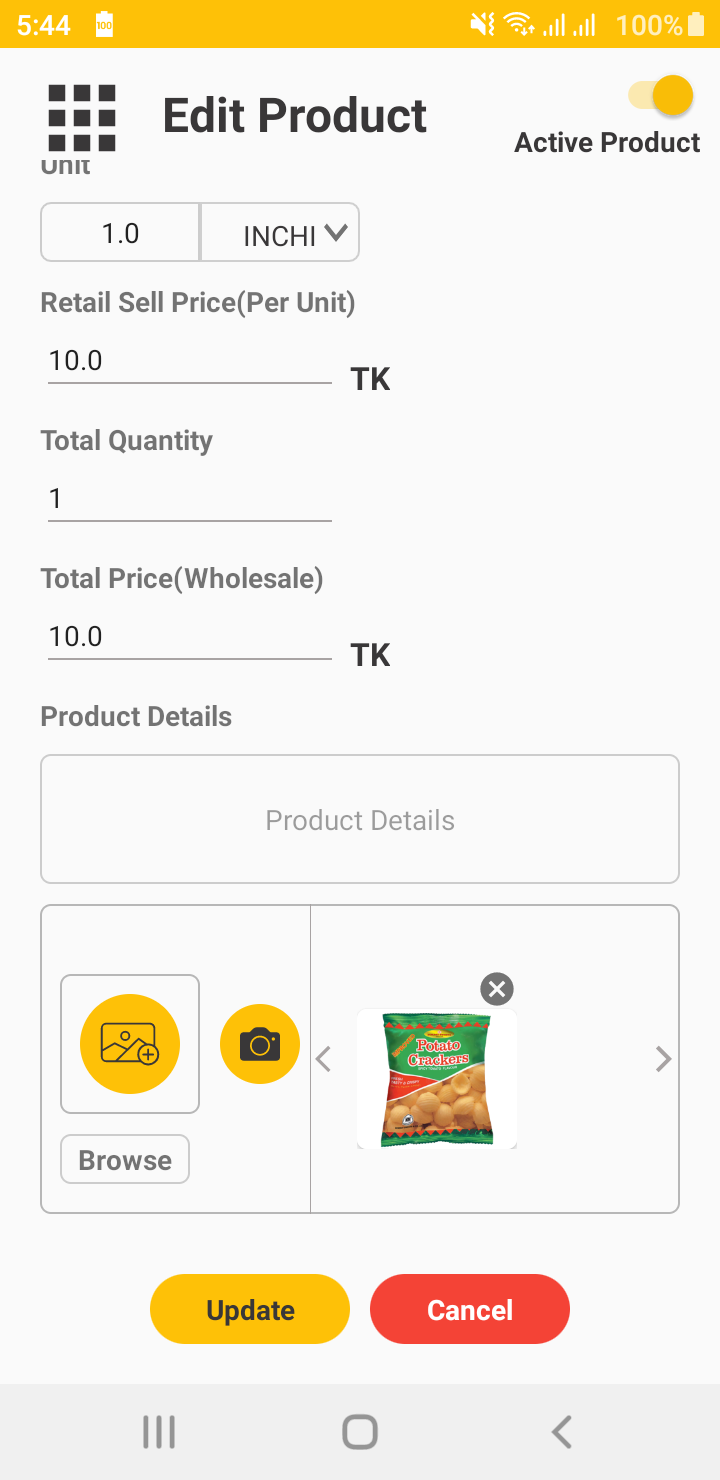 5:44 100 100%
Edit Product
Active Product
Unit
1.0 INCHI
Retail Sell Price(Per Unit)
10.0 TK
Total Quantity
1
Total Price(Wholesale)
10.0 TK
Product Details
Product Details
Potato
Crackers
Browse
Update Cancel